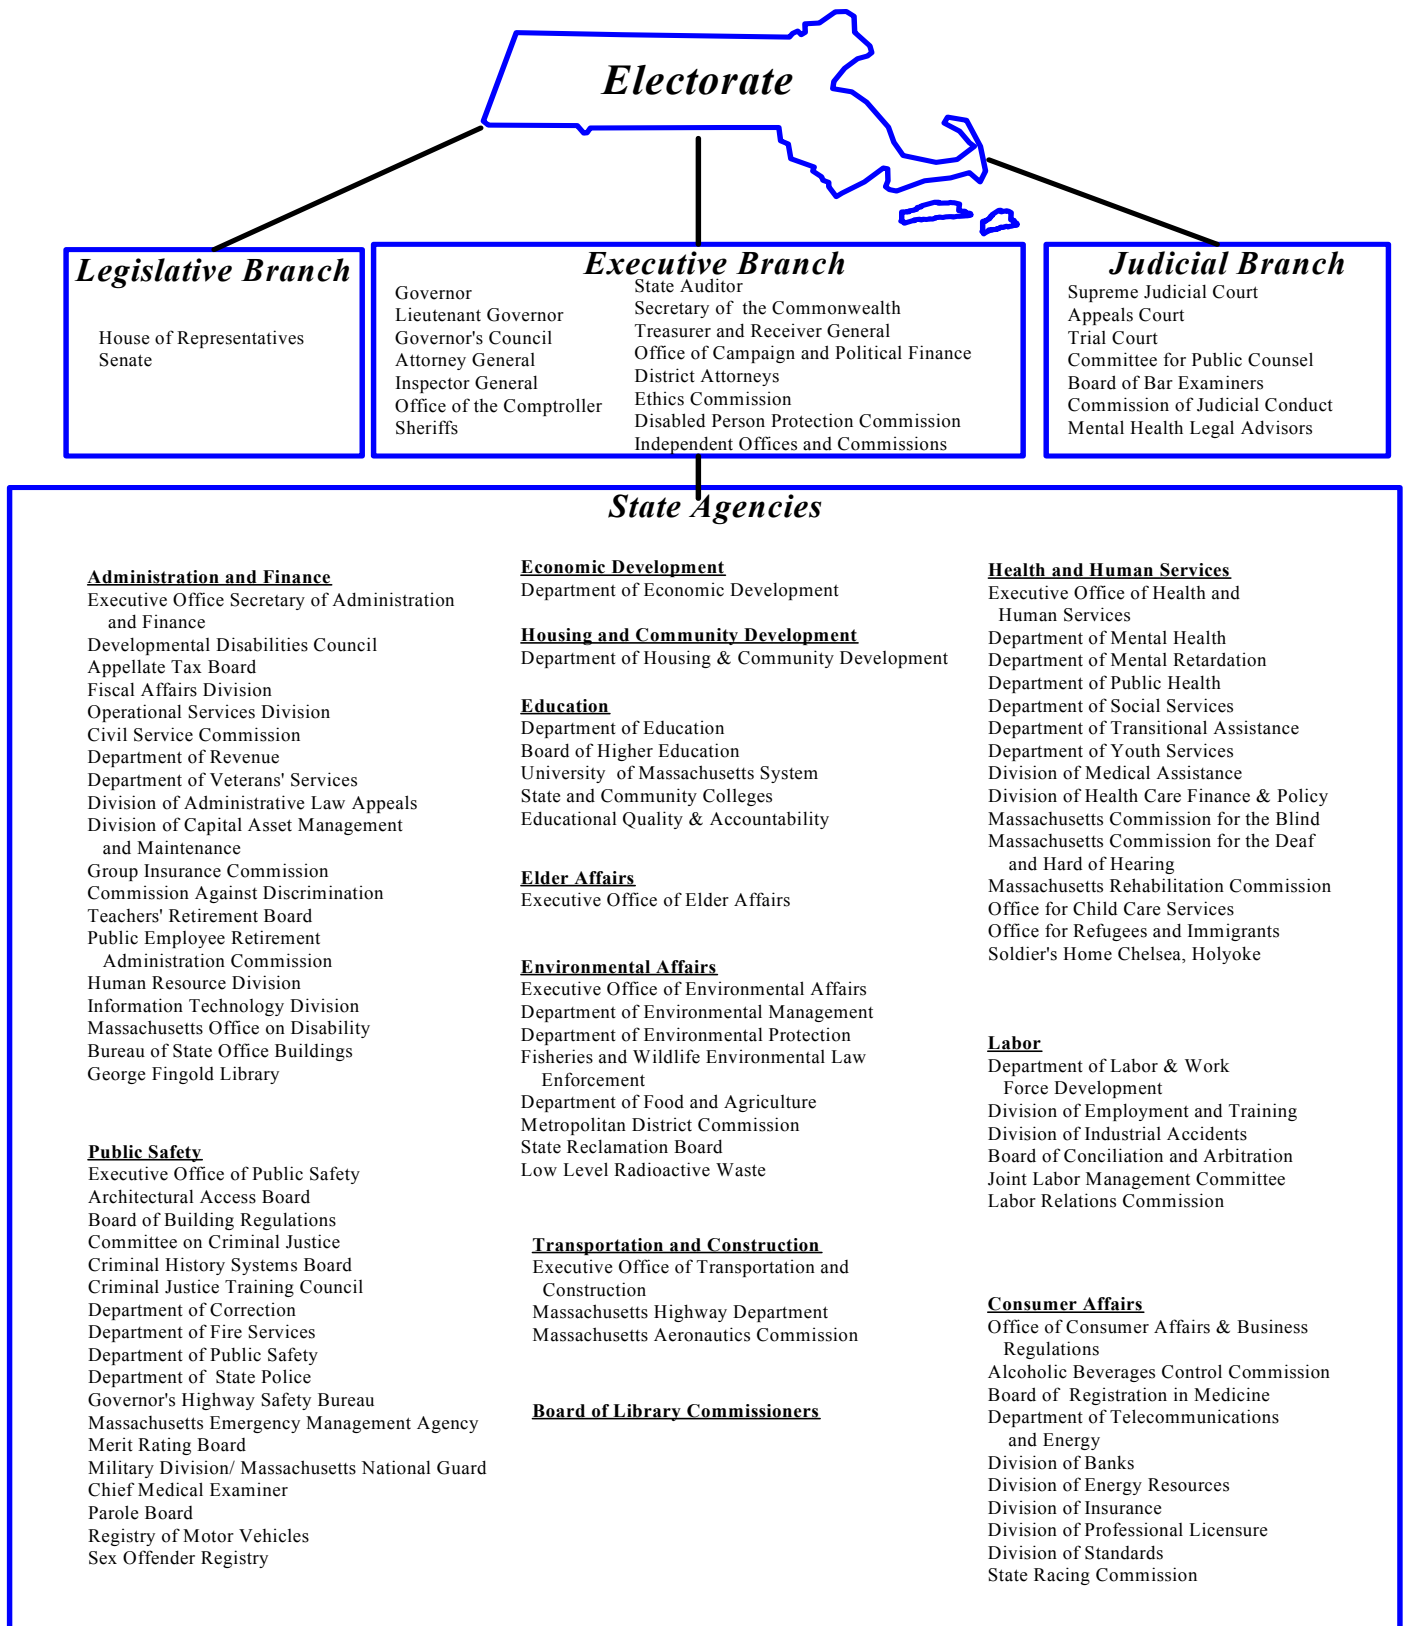 Electorate
Legislative Branch
House of Representatives
Senate
Executive Branch
Governor
Lieutenant Governor
Governor's Council
Attorney General
Inspector General
Office of the Comptroller
Sheriffs
State Auditor
Secretary of the Commonwealth
Treasurer and Receiver General
Office of Campaign and Political Finance
District Attorneys
Ethics Commission
Disabled Person Protection Commission
Independent Offices and Commissions
Judicial Branch
Supreme Judicial Court
Appeals Court
Trial Court
Committee for Public Counsel
Board of Bar Examiners
Commission of Judicial Conduct
Mental Health Legal Advisors
State Agencies
Administration and Finance
Executive Office Secretary of Administration
and Finance
Developmental Disabilities Council
Appellate Tax Board
Fiscal Affairs Division
Operational Services Division
Civil Service Commission
Department of Revenue
Department of Veterans' Services
Division of Administrative Law Appeals
Division of Capital Asset Management
and Maintenance
Group Insurance Commission
Commission Against Discrimination
Teachers' Retirement Board
Public Employee Retirement
Administration Commission
Human Resource Division
Information Technology Division
Massachusetts Office on Disability
Bureau of State Office Buildings
George Fingold Library
Public Safety
Executive Office of Public Safety
Architectural Access Board
Board of Building Regulations
Committee on Criminal Justice
Criminal History Systems Board
Criminal Justice Training Council
Department of Correction
Department of Fire Services
Department of Public Safety
Department of State Police
Governor's Highway Safety Bureau
Massachusetts Emergency Management Agency
Merit Rating Board
Military Division/ Massachusetts National Guard
Chief Medical Examiner
Parole Board
Registry of Motor Vehicles
Sex Offender Registry
Economic Development
Department of Economic Development
Housing and Community Development
Department of Housing & Community Development
Education
Department of Education
Board of Higher Education
University of Massachusetts System
State and Community Colleges
Educational Quality & Accountability
Elder Affairs
Executive Office of Elder Affairs
Environmental Affairs
Executive Office of Environmental Affairs
Department of Environmental Management
Department of Environmental Protection
Fisheries and Wildlife Environmental Law
Enforcement
Department of Food and Agriculture
Metropolitan District Commission
State Reclamation Board
Low Level Radioactive Waste
Transportation and Construction
Executive Office of Transportation and
Construction
Massachusetts Highway Department
Massachusetts Aeronautics Commission
Board of Library Commissioners
Health and Human Services
Executive Office of Health and
Human Services
Department of Mental Health
Department of Mental Retardation
Department of Public Health
Department of Social Services
Department of Transitional Assistance
Department of Youth Services
Division of Medical Assistance
Division of Health Care Finance & Policy
Massachusetts Commission for the Blind
Massachusetts Commission for the Deaf
and Hard of Hearing
Massachusetts Rehabilitation Commission
Office for Child Care Services
Office for Refugees and Immigrants
Soldier's Home Chelsea, Holyoke
Labor
Department of Labor & Work
Force Development
Division of Employment and Training
Division of Industrial Accidents
Board of Conciliation and Arbitration
Joint Labor Management Committee
Labor Relations Commission
Consumer Affairs
Office of Consumer Affairs & Business
Regulations
Alcoholic Beverages Control Commission
Board of Registration in Medicine
Department of Telecommunications
and Energy
Division of Banks
Division of Energy Resources
Division of Insurance
Division of Professional Licensure
Division of Standards
State Racing Commission